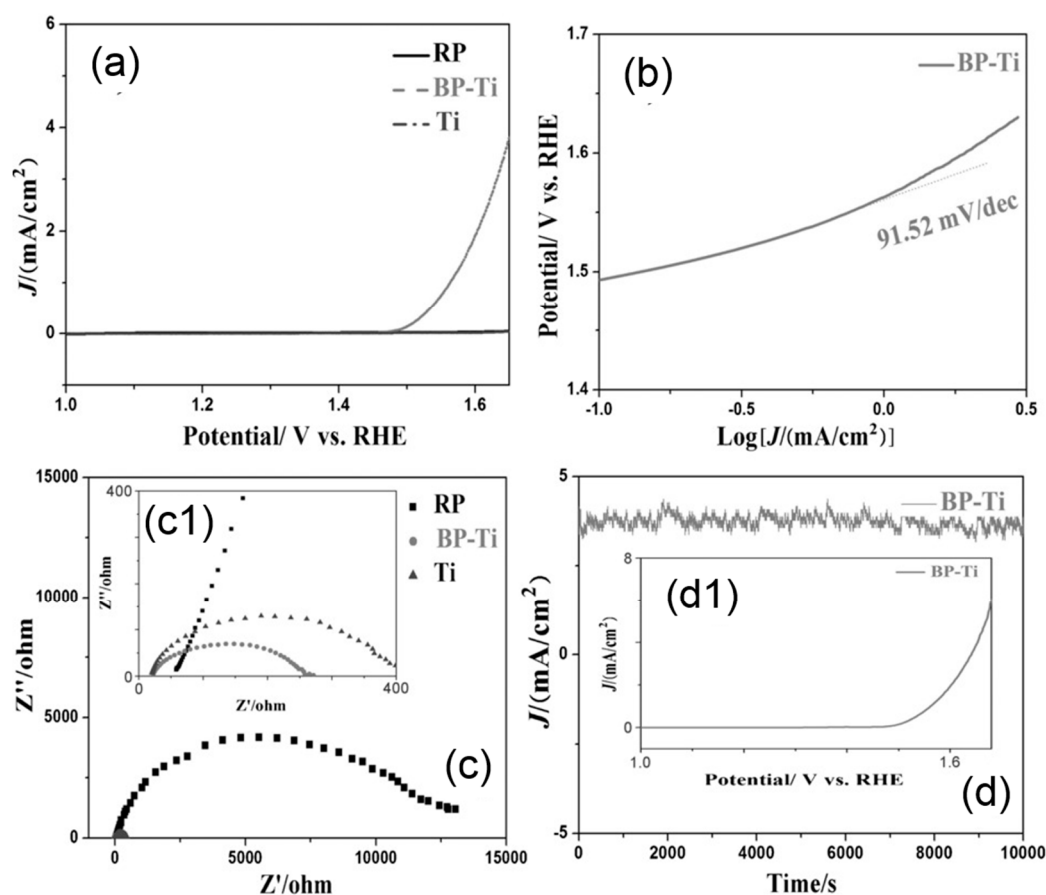 (a)
RP
BP-Ti
Ti
6
4
2
0
J/(mA/cm²)
1.0
1.2
1.4
1.6
Potential/ V vs. RHE
(b)
BP-Ti
91.52 mV/dec
1.7
1.6
1.5
1.4
Potential/ V vs. RHE
-1.0
-0.5
0.0
0.5
Log[J/(mA/cm²)]
15000
10000
5000
0
Z''/ohm
400
(c1)
RP
BP-Ti
Ti
Z''/ohm
0
0
400
Z'/ohm
(c)
0
5000
10000
15000
Z'/ohm
5
0
-5
J/(mA/cm²)
BP-Ti
8
BP-Ti
(d1)
J/(mA/cm²)
0
1.0
1.6
Potential/ V vs. RHE
(d)
0
2000
4000
6000
8000
10000
Time/s